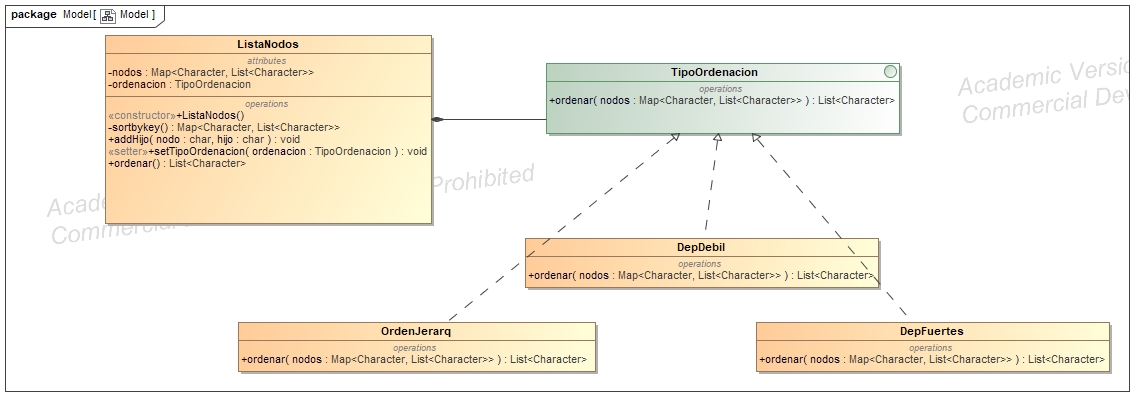 package Model[ Model ]
ListaNodos
attributes
-nodos : Map<Character, List<Character>>
-ordenacion : TipoOrdenacion
operations
«constructor»+ListaNodos()
-sortbykey() : Map<Character, List<Character>>
+addHijo( nodo : char, hijo : char ) : void
«setter»+setTipoOrdenacion( ordenacion : TipoOrdenacion ) : void
+ordenar() : List<Character>
TipoOrdenacion
operations
+ordenar( nodos : Map<Character, List<Character>> ) : List<Character>
Academic Versio
Commercial Dev
Prohibited
Commercial
DepDebil
operations
+ordenar( nodos : Map<Character, List<Character>> ) : List<Character>
OrdenJerarq
operations
+ordenar( nodos : Map<Character, List<Character>> ) : List<Character>
DepFuertes
operations
+ordenar( nodos : Map<Character, List<Character>> ) : List<Character>